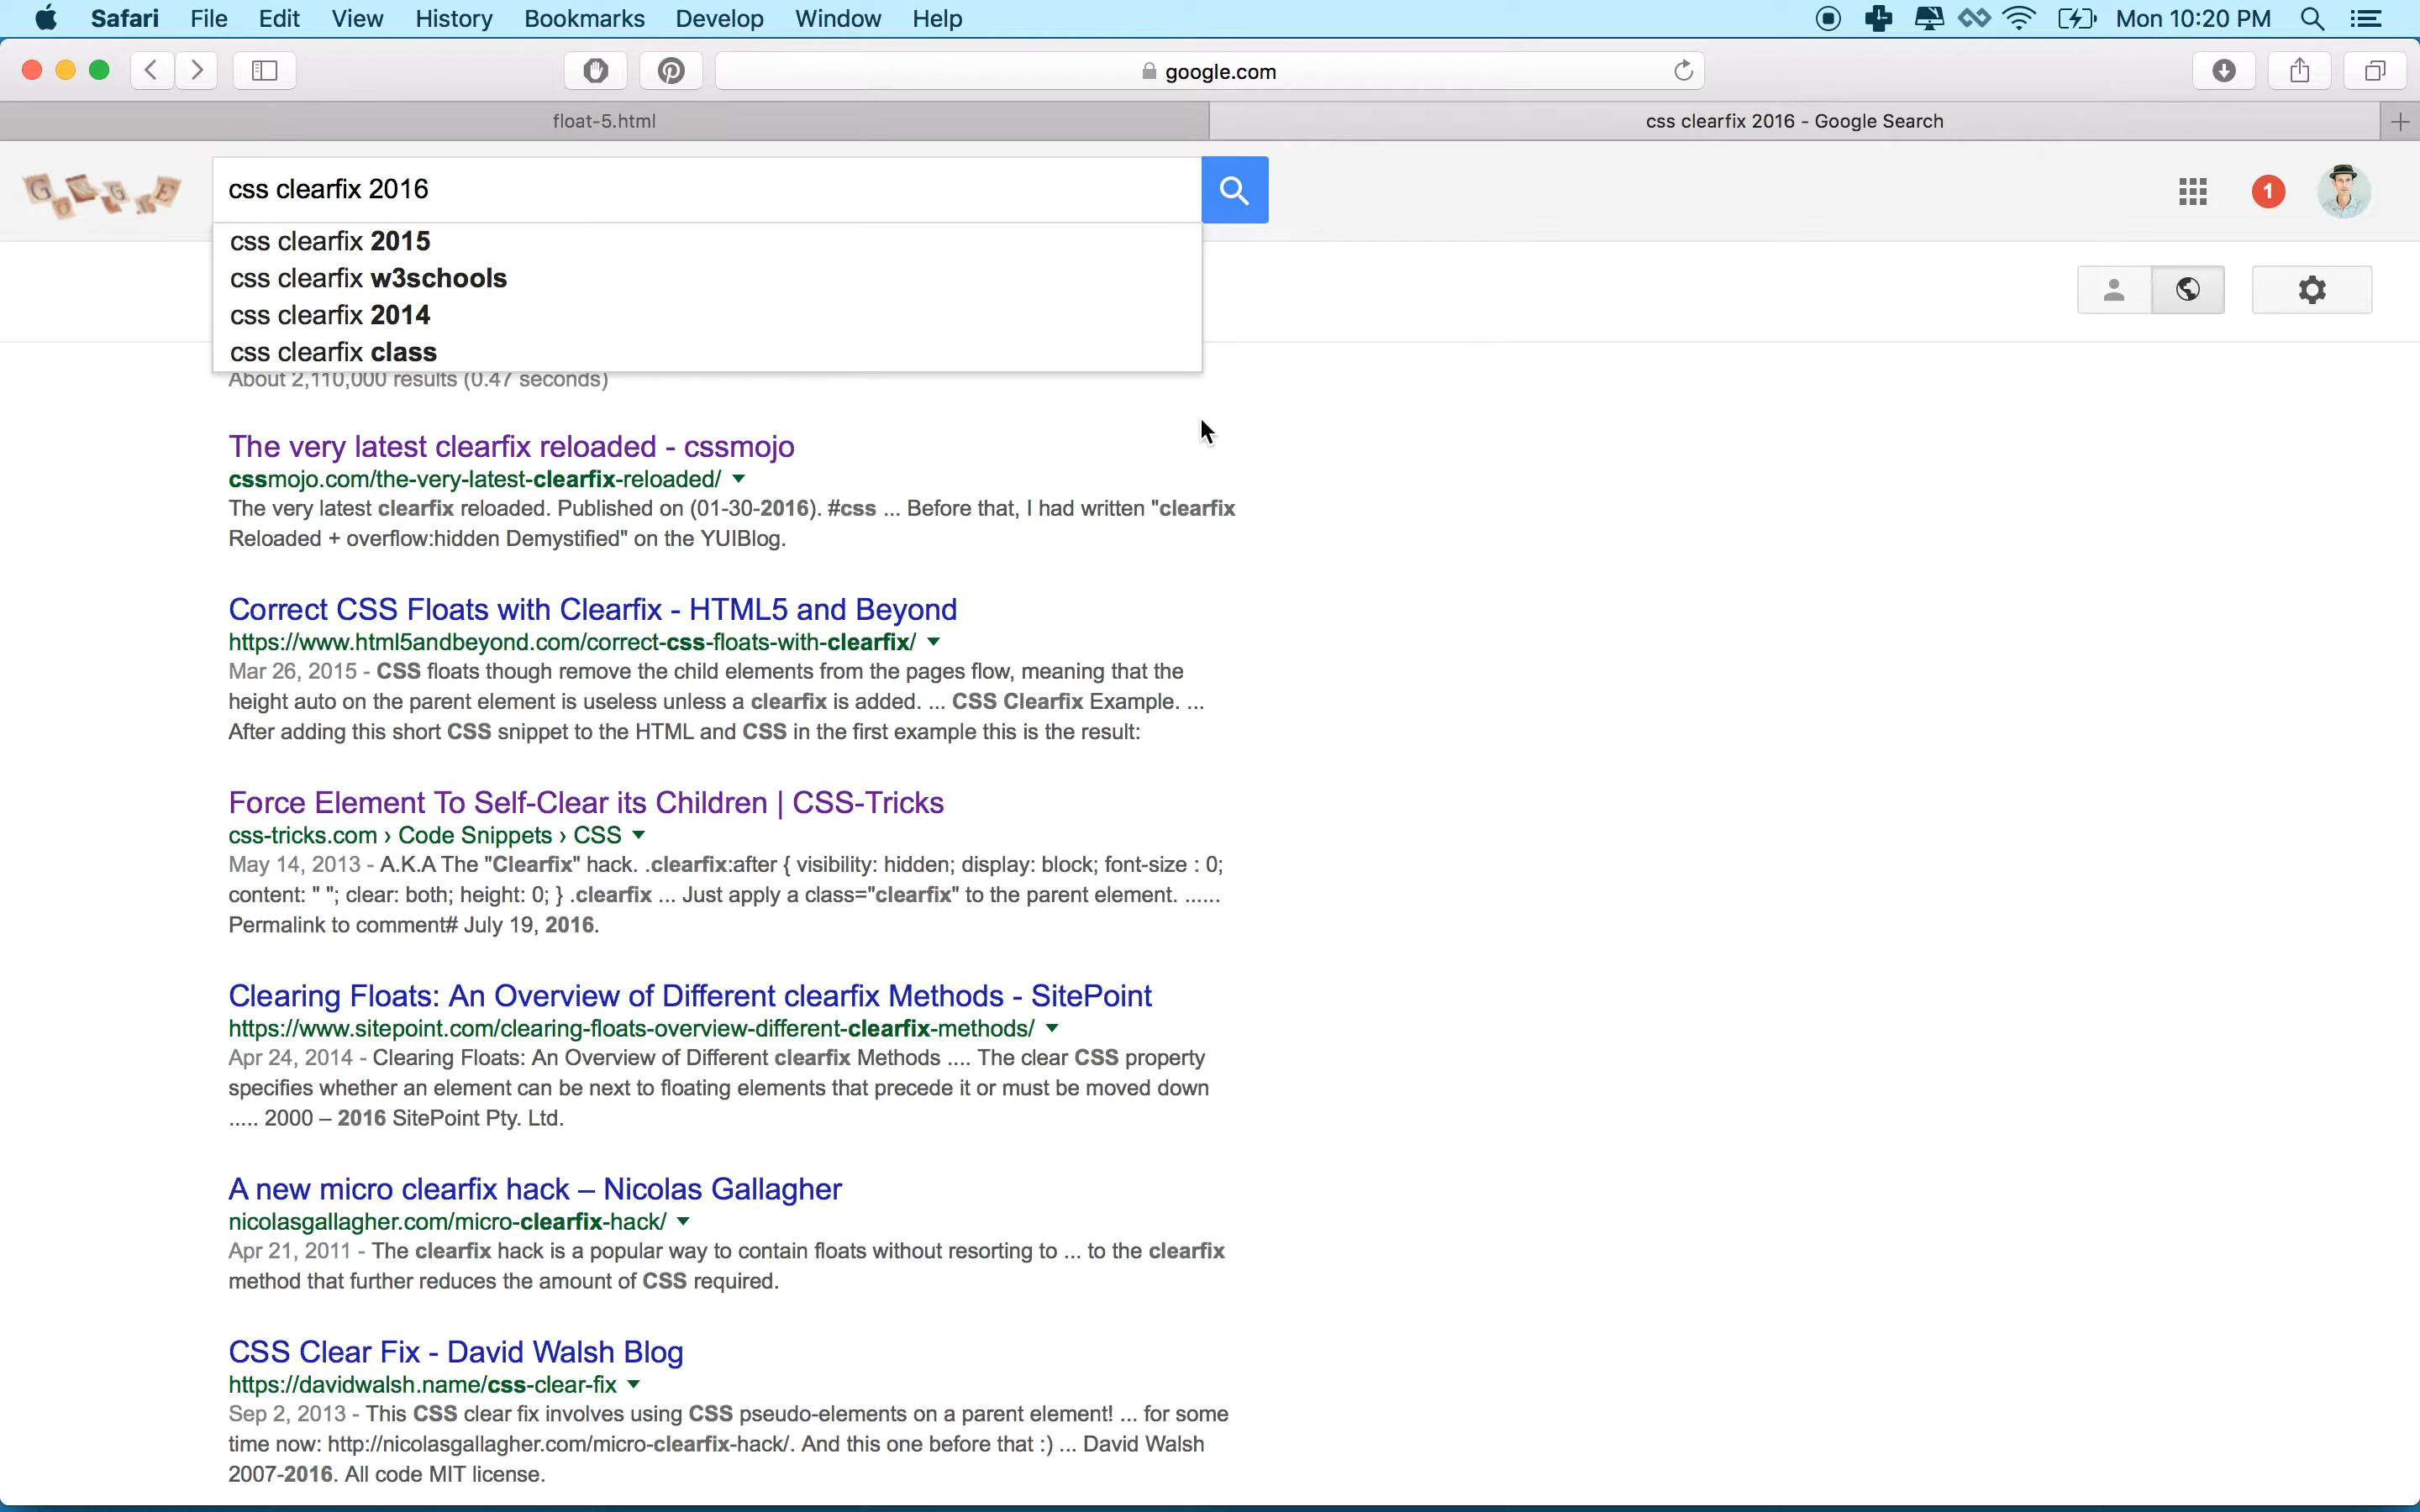 Safari File Edit View History Bookmarks Develop Window Help Mon 10:20 PM
google.com
float-5.html css clearfix 2016 - Google Search
GOOGLE css clearfix 2016 1
css clearfix 2015
css clearfix w3schools
css clearfix 2014
css clearfix class
About 2,110,000 results (0.47 seconds)
The very latest clearfix reloaded - cssmojo
cssmojo.com/the-very-latest-clearfix-reloaded/
The very latest clearfix reloaded. Published on (01-30-2016). #css ... Before that, I had written "clearfix
Reloaded + overflow:hidden Demystified" on the YUIBlog.
Correct CSS Floats with Clearfix - HTML5 and Beyond
https://www.html5andbeyond.com/correct-css-floats-with-clearfix/
Mar 26, 2015 - CSS floats though remove the child elements from the pages flow, meaning that the
height auto on the parent element is useless unless a clearfix is added. ... CSS Clearfix Example. ...
After adding this short CSS snippet to the HTML and CSS in the first example this is the result:
Force Element To Self-Clear its Children | CSS-Tricks
css-tricks.com › Code Snippets › CSS
May 14, 2013 - A.K.A The "Clearfix" hack. .clearfix:after { visibility: hidden; display: block; font-size : 0;
content: " "; clear: both; height: 0; } .clearfix ... Just apply a class="clearfix" to the parent element. ......
Permalink to comment# July 19, 2016.
Clearing Floats: An Overview of Different clearfix Methods - SitePoint
https://www.sitepoint.com/clearing-floats-overview-different-clearfix-methods/
Apr 24, 2014 - Clearing Floats: An Overview of Different clearfix Methods .... The clear CSS property
specifies whether an element can be next to floating elements that precede it or must be moved down
..... 2000 – 2016 SitePoint Pty. Ltd.
A new micro clearfix hack – Nicolas Gallagher
nicolasgallagher.com/micro-clearfix-hack/
Apr 21, 2011 - The clearfix hack is a popular way to contain floats without resorting to ... to the clearfix
method that further reduces the amount of CSS required.
CSS Clear Fix - David Walsh Blog
https://davidwalsh.name/css-clear-fix
Sep 2, 2013 - This CSS clear fix involves using CSS pseudo-elements on a parent element! ... for some
time now: http://nicolasgallagher.com/micro-clearfix-hack/. And this one before that :) ... David Walsh
2007-2016. All code MIT license.